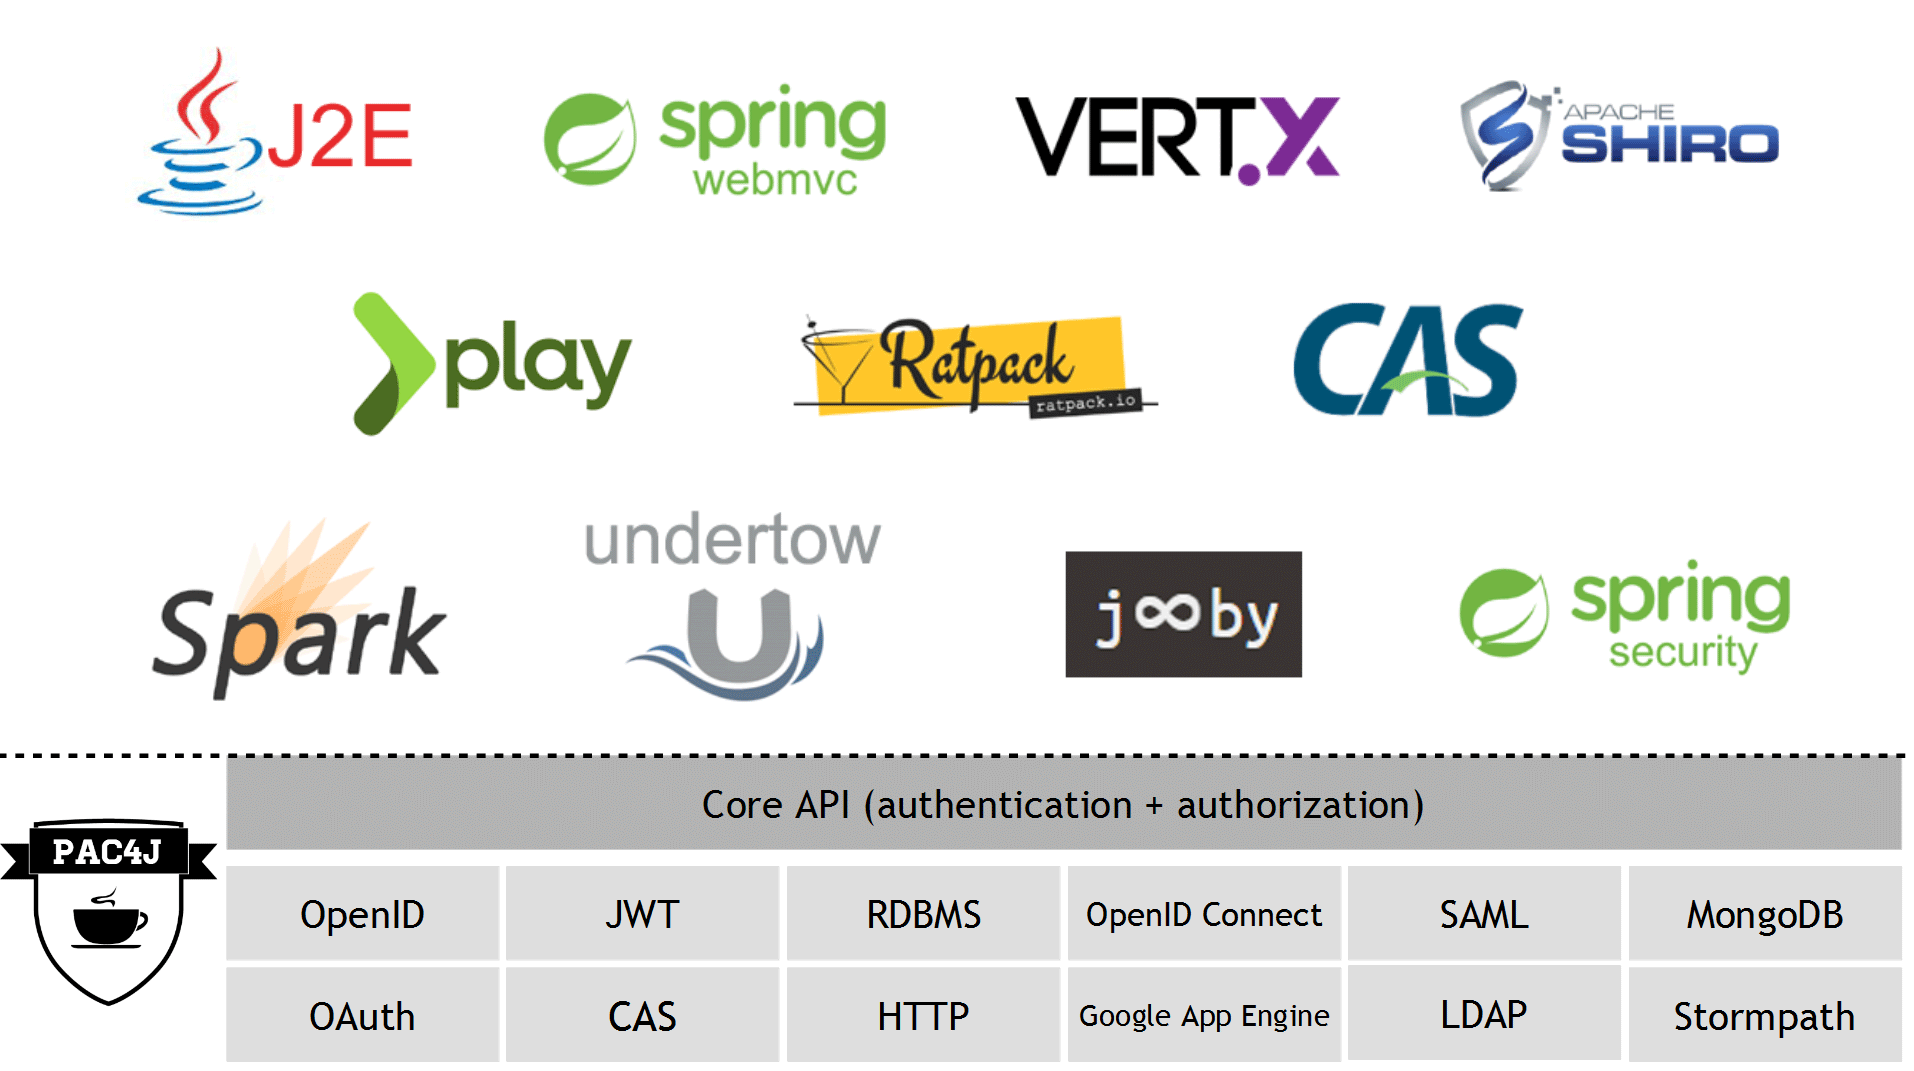 J2E
spring
webmvc
VERT.X
APACHE
SHIRO
play
Ratpack
ratpack.io
CAS
Spark
undertow
U
j∞by
spring
security
Core API (authentication + authorization)
PAC4J
OpenID JWT RDBMS OpenID Connect SAML MongoDB
OAuth CAS HTTP Google App Engine LDAP Stormpath